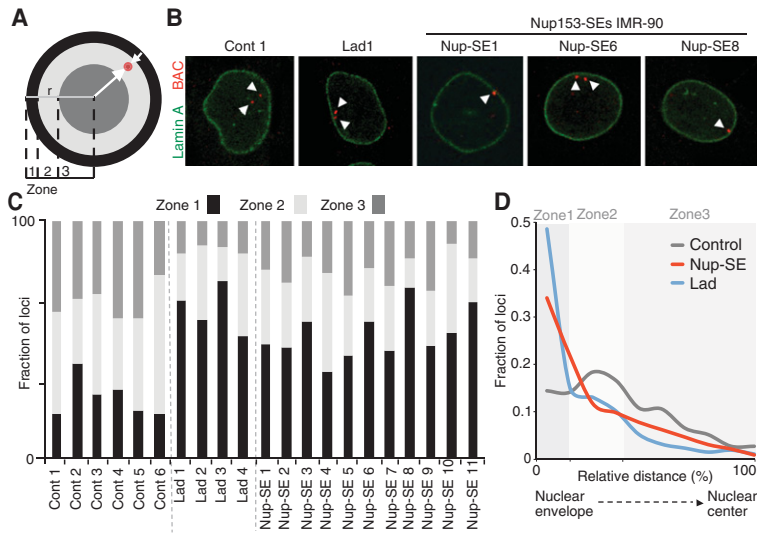 A
r
1 2 3
Zone
B
Nup153-SEs IMR-90
Cont 1
Lad1
Nup-SE1
Nup-SE6
Nup-SE8
Lamin A BAC
C
Zone 1
Zone 2
Zone 3
100
0
Fraction of loci
Cont 1
Cont 2
Cont 3
Cont 4
Cont 5
Cont 6
Lad 1
Lad 2
Lad 3
Lad 4
Nup-SE 1
Nup-SE 2
Nup-SE 3
Nup-SE 4
Nup-SE 5
Nup-SE 6
Nup-SE 7
Nup-SE 8
Nup-SE 9
Nup-SE 10
Nup-SE 11
D
Zone1 Zone2 Zone3
Control
Nup-SE
Lad
0.5
0.4
0.3
0.2
0.1
0
Fraction of loci
0
100
Relative distance (%)
Nuclear
envelope
Nuclear
center